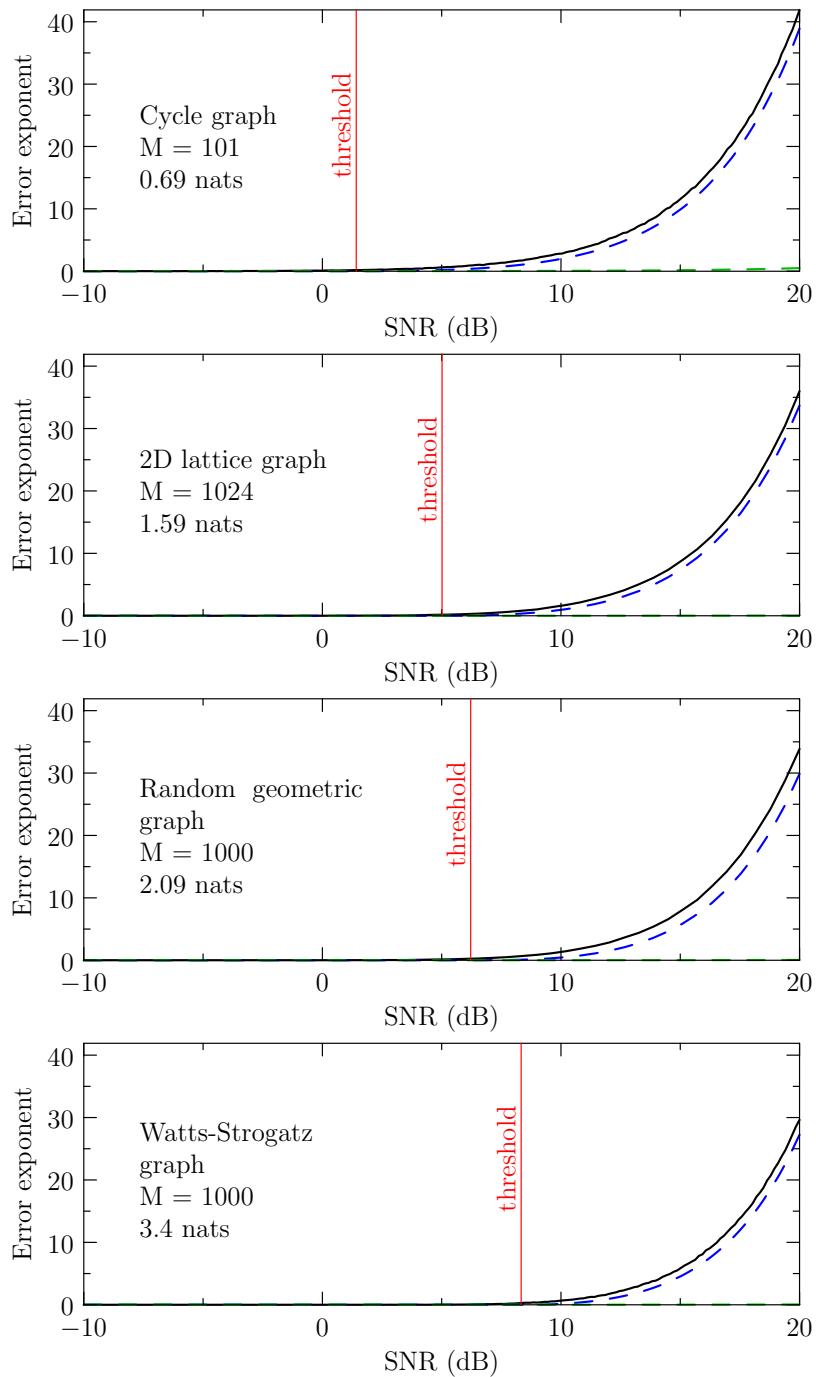 40
30
20
10
0
Error exponent
Cycle graph
M = 101
0.69 nats
threshold
−10
0
10
20
SNR (dB)
40
30
20
10
0
Error exponent
2D lattice graph
M = 1024
1.59 nats
threshold
−10
0
10
20
SNR (dB)
40
30
20
10
0
Error exponent
Random geometric
graph
M = 1000
2.09 nats
threshold
−10
0
10
20
SNR (dB)
40
30
20
10
0
Error exponent
Watts-Strogatz
graph
M = 1000
3.4 nats
threshold
−10
0
10
20
SNR (dB)